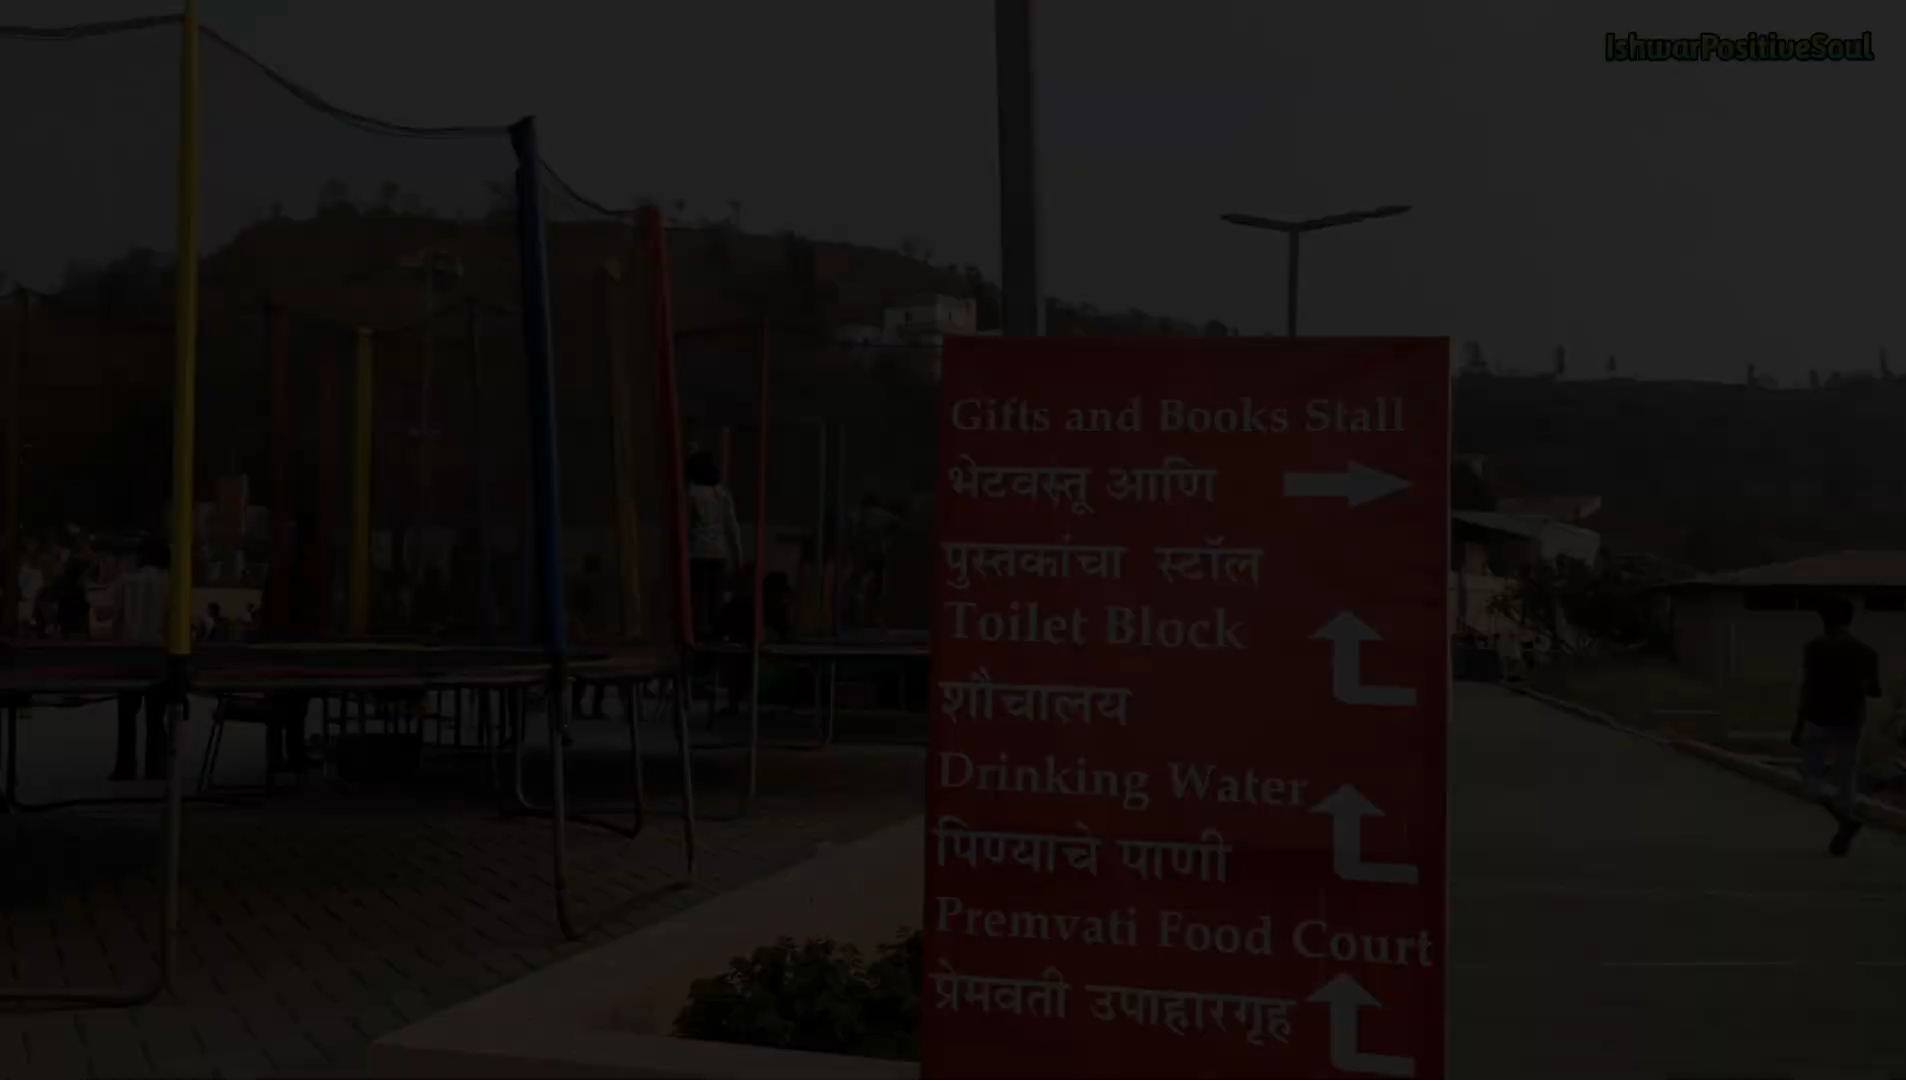 IshwarPositiveSoul
Gifts and Books Stall
भेटवस्तू आणि
पुस्तकांचा स्टॉल
Toilet Block
शौचालय
Drinking Water
पिण्याचे पाणी
Premvati Food Court
प्रेमवती उपाहारगृह